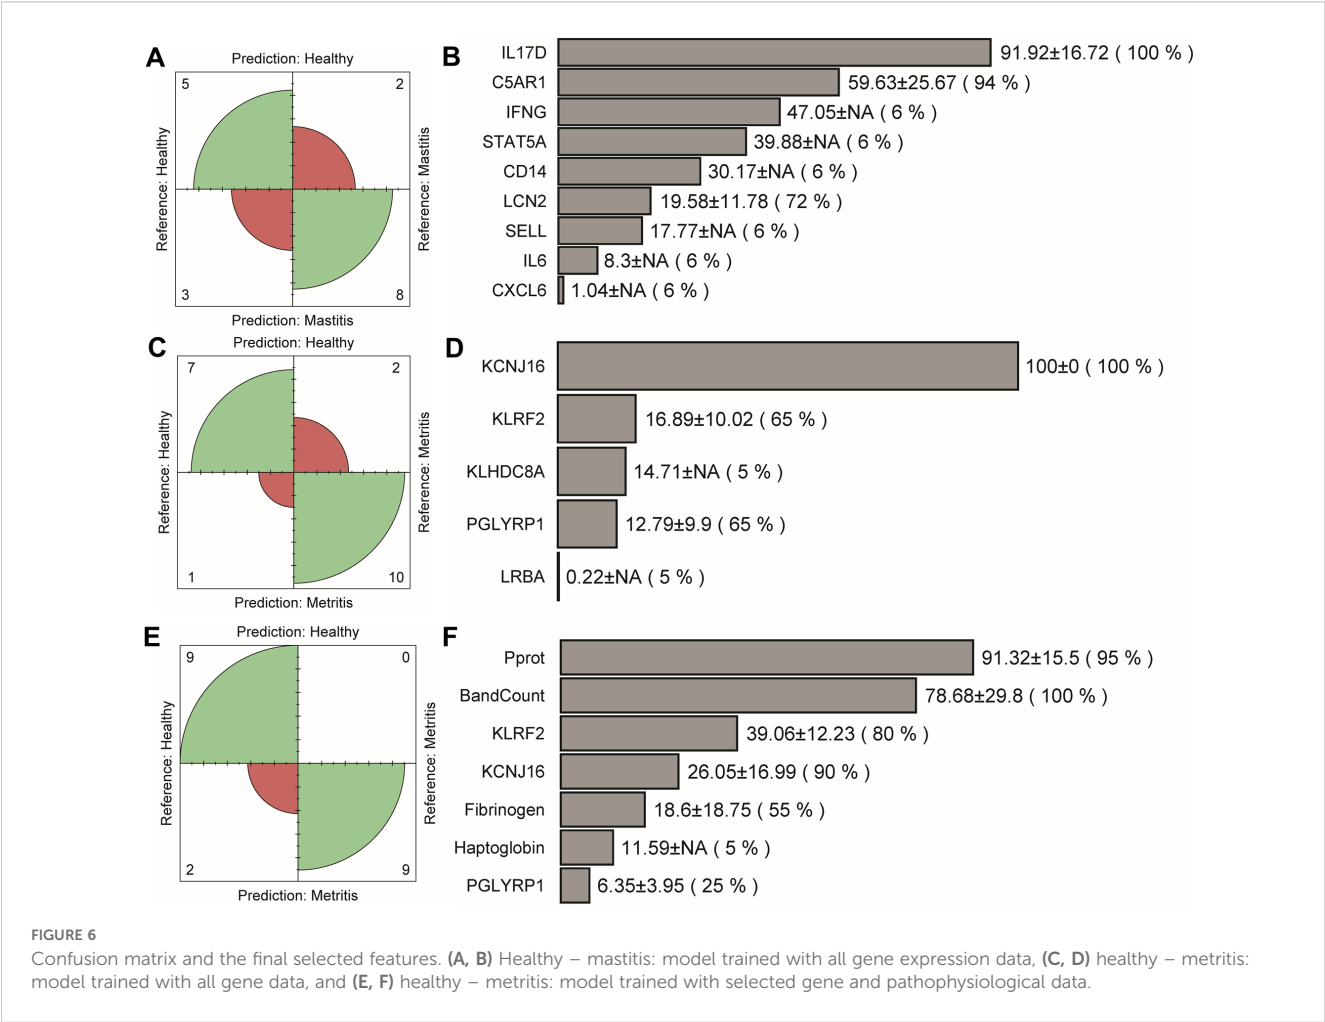 A
Prediction: Healthy
5
2
Reference: Healthy
Reference: Mastitis
3
8
Prediction: Mastitis
B
IL17D 91.92±16.72 ( 100 % )
C5AR1 59.63±25.67 ( 94 % )
IFNG 47.05±NA ( 6 % )
STAT5A 39.88±NA ( 6 % )
CD14 30.17±NA ( 6 % )
LCN2 19.58±11.78 ( 72 % )
SELL 17.77±NA ( 6 % )
IL6 8.3±NA ( 6 % )
CXCL6 1.04±NA ( 6 % )
C
Prediction: Healthy
7
2
Reference: Healthy
Reference: Metritis
1
10
Prediction: Metritis
D
KCNJ16 100±0 ( 100 % )
KLRF2 16.89±10.02 ( 65 % )
KLHDC8A 14.71±NA ( 5 % )
PGLYRP1 12.79±9.9 ( 65 % )
LRBA 0.22±NA ( 5 % )
E
Prediction: Healthy
9
0
Reference: Healthy
Reference: Metritis
2
9
Prediction: Metritis
F
Pprot 91.32±15.5 ( 95 % )
BandCount 78.68±29.8 ( 100 % )
KLRF2 39.06±12.23 ( 80 % )
KCNJ16 26.05±16.99 ( 90 % )
Fibrinogen 18.6±18.75 ( 55 % )
Haptoglobin 11.59±NA ( 5 % )
PGLYRP1 6.35±3.95 ( 25 % )
FIGURE 6
Confusion matrix and the final selected features. (A, B) Healthy – mastitis: model trained with all gene expression data, (C, D) healthy – metritis:
model trained with all gene data, and (E, F) healthy – metritis: model trained with selected gene and pathophysiological data.